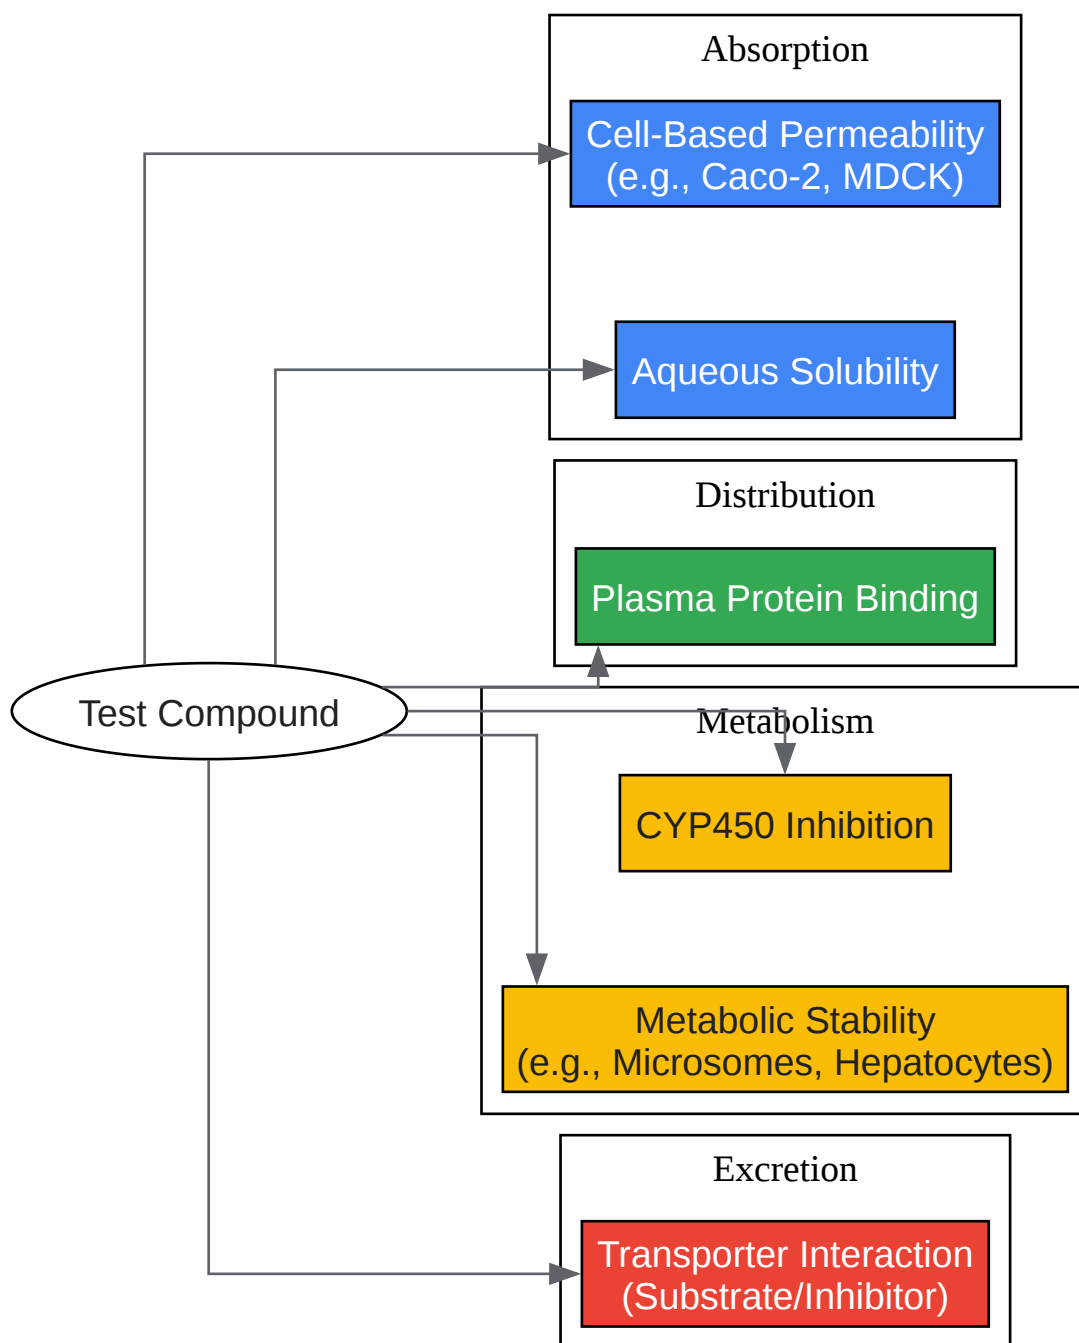 Absorption
Cell-Based Permeability
(e.g., Caco-2, MDCK)
Aqueous Solubility
Distribution
Plasma Protein Binding
Test Compound
Metabolism
CYP450 Inhibition
Metabolic Stability
(e.g., Microsomes, Hepatocytes)
Excretion
Transporter Interaction
(Substrate/Inhibitor)